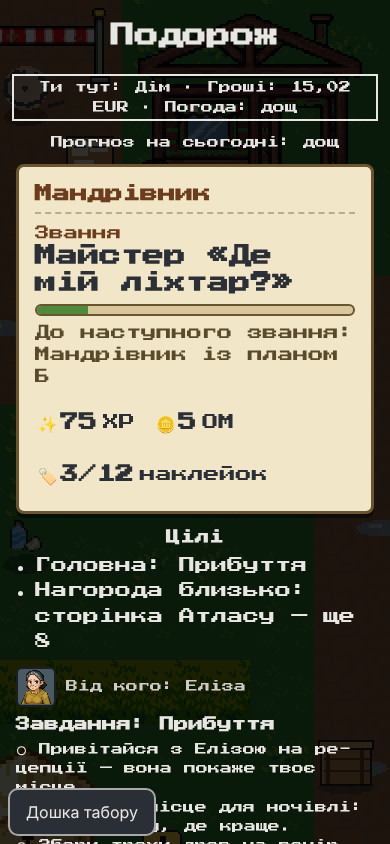 Подорож
Ти тут: Дім · Гроші: 15,02
EUR · Погода: дощ
Прогноз на сьогодні: дощ
Мандрівник
Звання
Майстер «Де
мій ліхтар?»
До наступного звання:
Мандрівник із планом
Б
75 XP 5 ОМ
3/12 наклейок
Цілі
• Головна: Прибуття
• Нагорода близько:
сторінка Атласу — ще
8
Від кого: Еліза
Завдання: Прибуття
○ Привітайся з Елізою на ре-
цепції — вона покаже твоє
місце.
місце для ночівлі:
, де краще.
Дошка табору